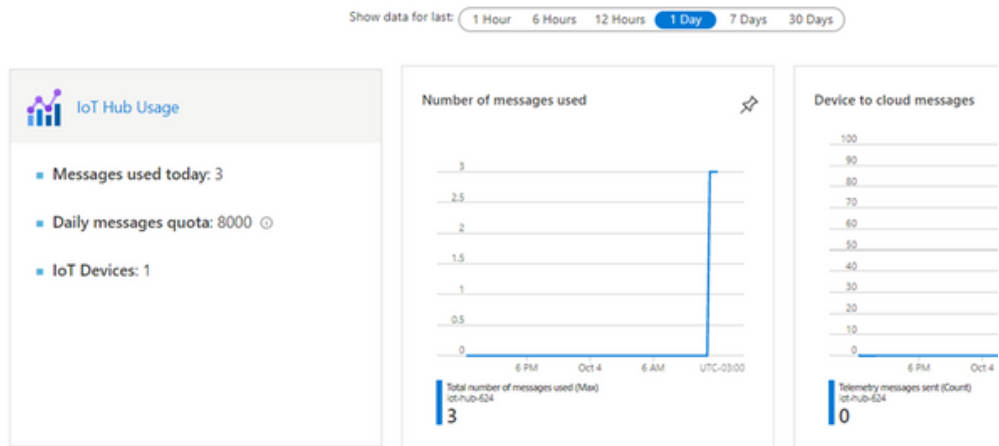 Show data for last: 1 Hour 6 Hours 12 Hours 1 Day 7 Days 30 Days
IoT Hub Usage
Messages used today: 3
Daily messages quota: 8000
IoT Devices: 1
Number of messages used
3
2.5
2
1.5
1
0.5
0
6 PM Oct 4 6 AM UTC-03:00
Total number of messages used (Max)
iot-hub-624
3
Device to cloud messages
100
90
80
70
60
50
40
30
20
10
0
6 PM Oct 4
Telemetry messages sent (Count)
iot-hub-624
0